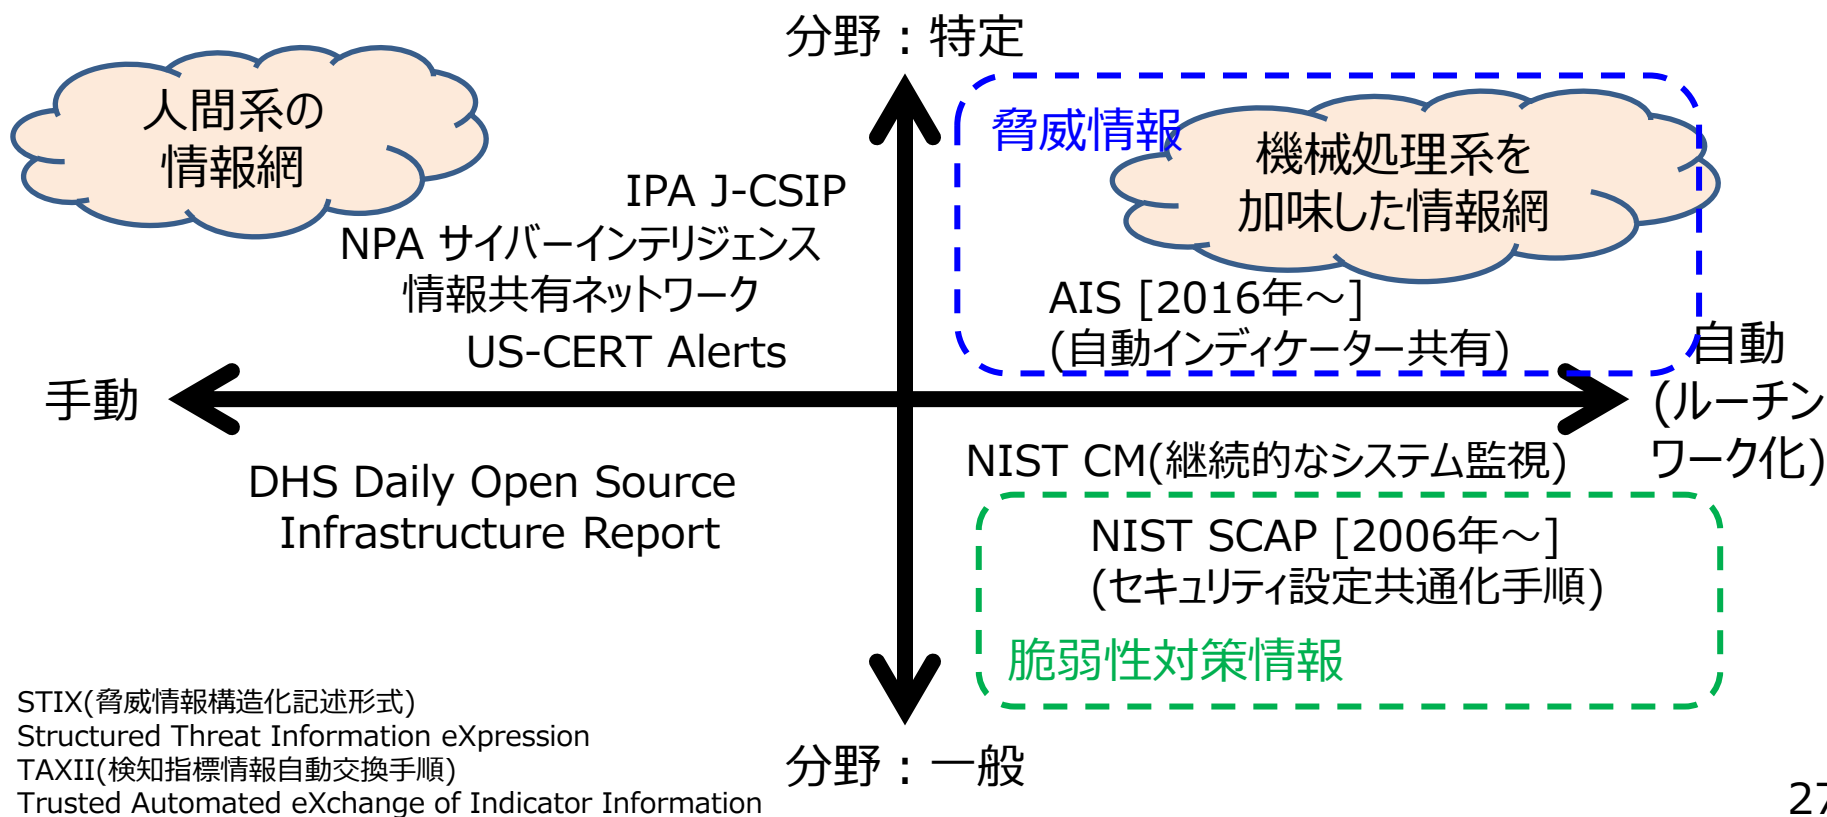 分野：特定
人間系の
情報網
脅威情報
機械処理系を
加味した情報網
IPA J-CSIP
NPA サイバーインテリジェンス
情報共有ネットワーク
US-CERT Alerts
AIS [2016年～]
(自動インディケーター共有)
手動
自動
(ルーチン
ワーク化)
DHS Daily Open Source
Infrastructure Report
NIST CM(継続的なシステム監視)
NIST SCAP [2006年～]
(セキュリティ設定共通化手順)
脆弱性対策情報
STIX(脅威情報構造化記述形式)
Structured Threat Information eXpression
TAXII(検知指標情報自動交換手順)
Trusted Automated eXchange of Indicator Information
分野：一般
27